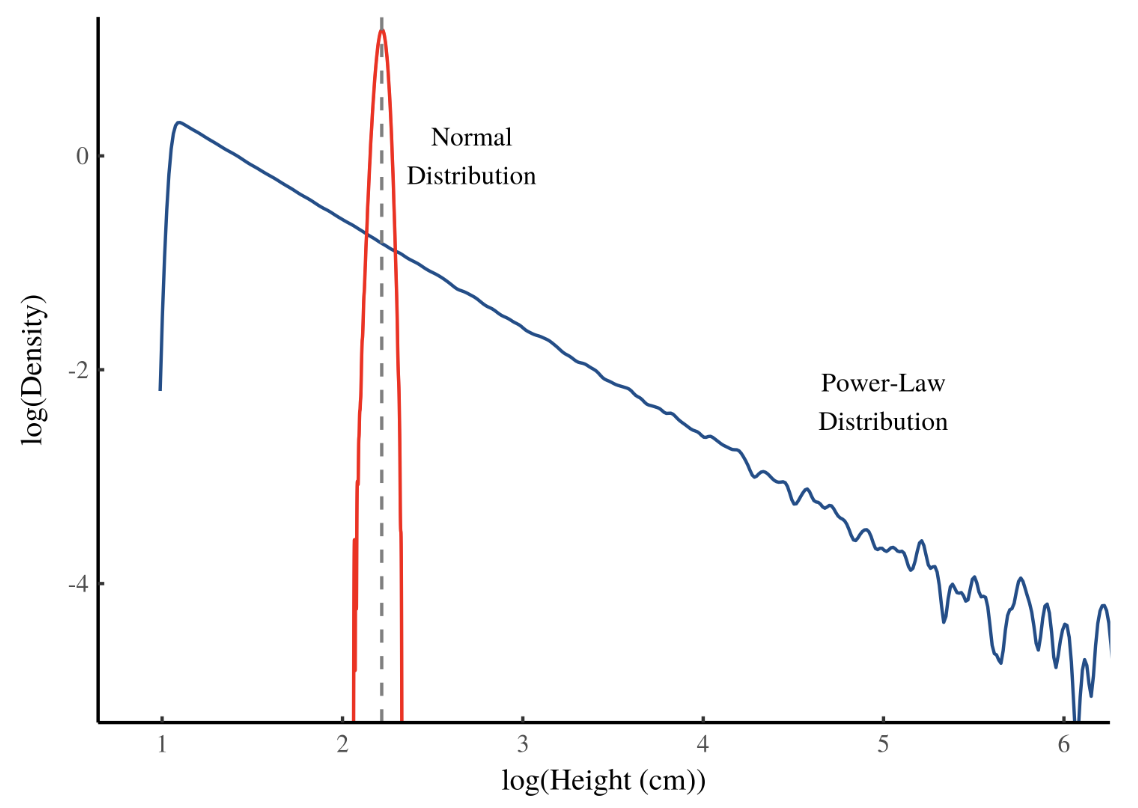 Normal
Distribution
0
-2
-4
log(Density)
Power-Law
Distribution
1 2 3 4 5 6
log(Height (cm))